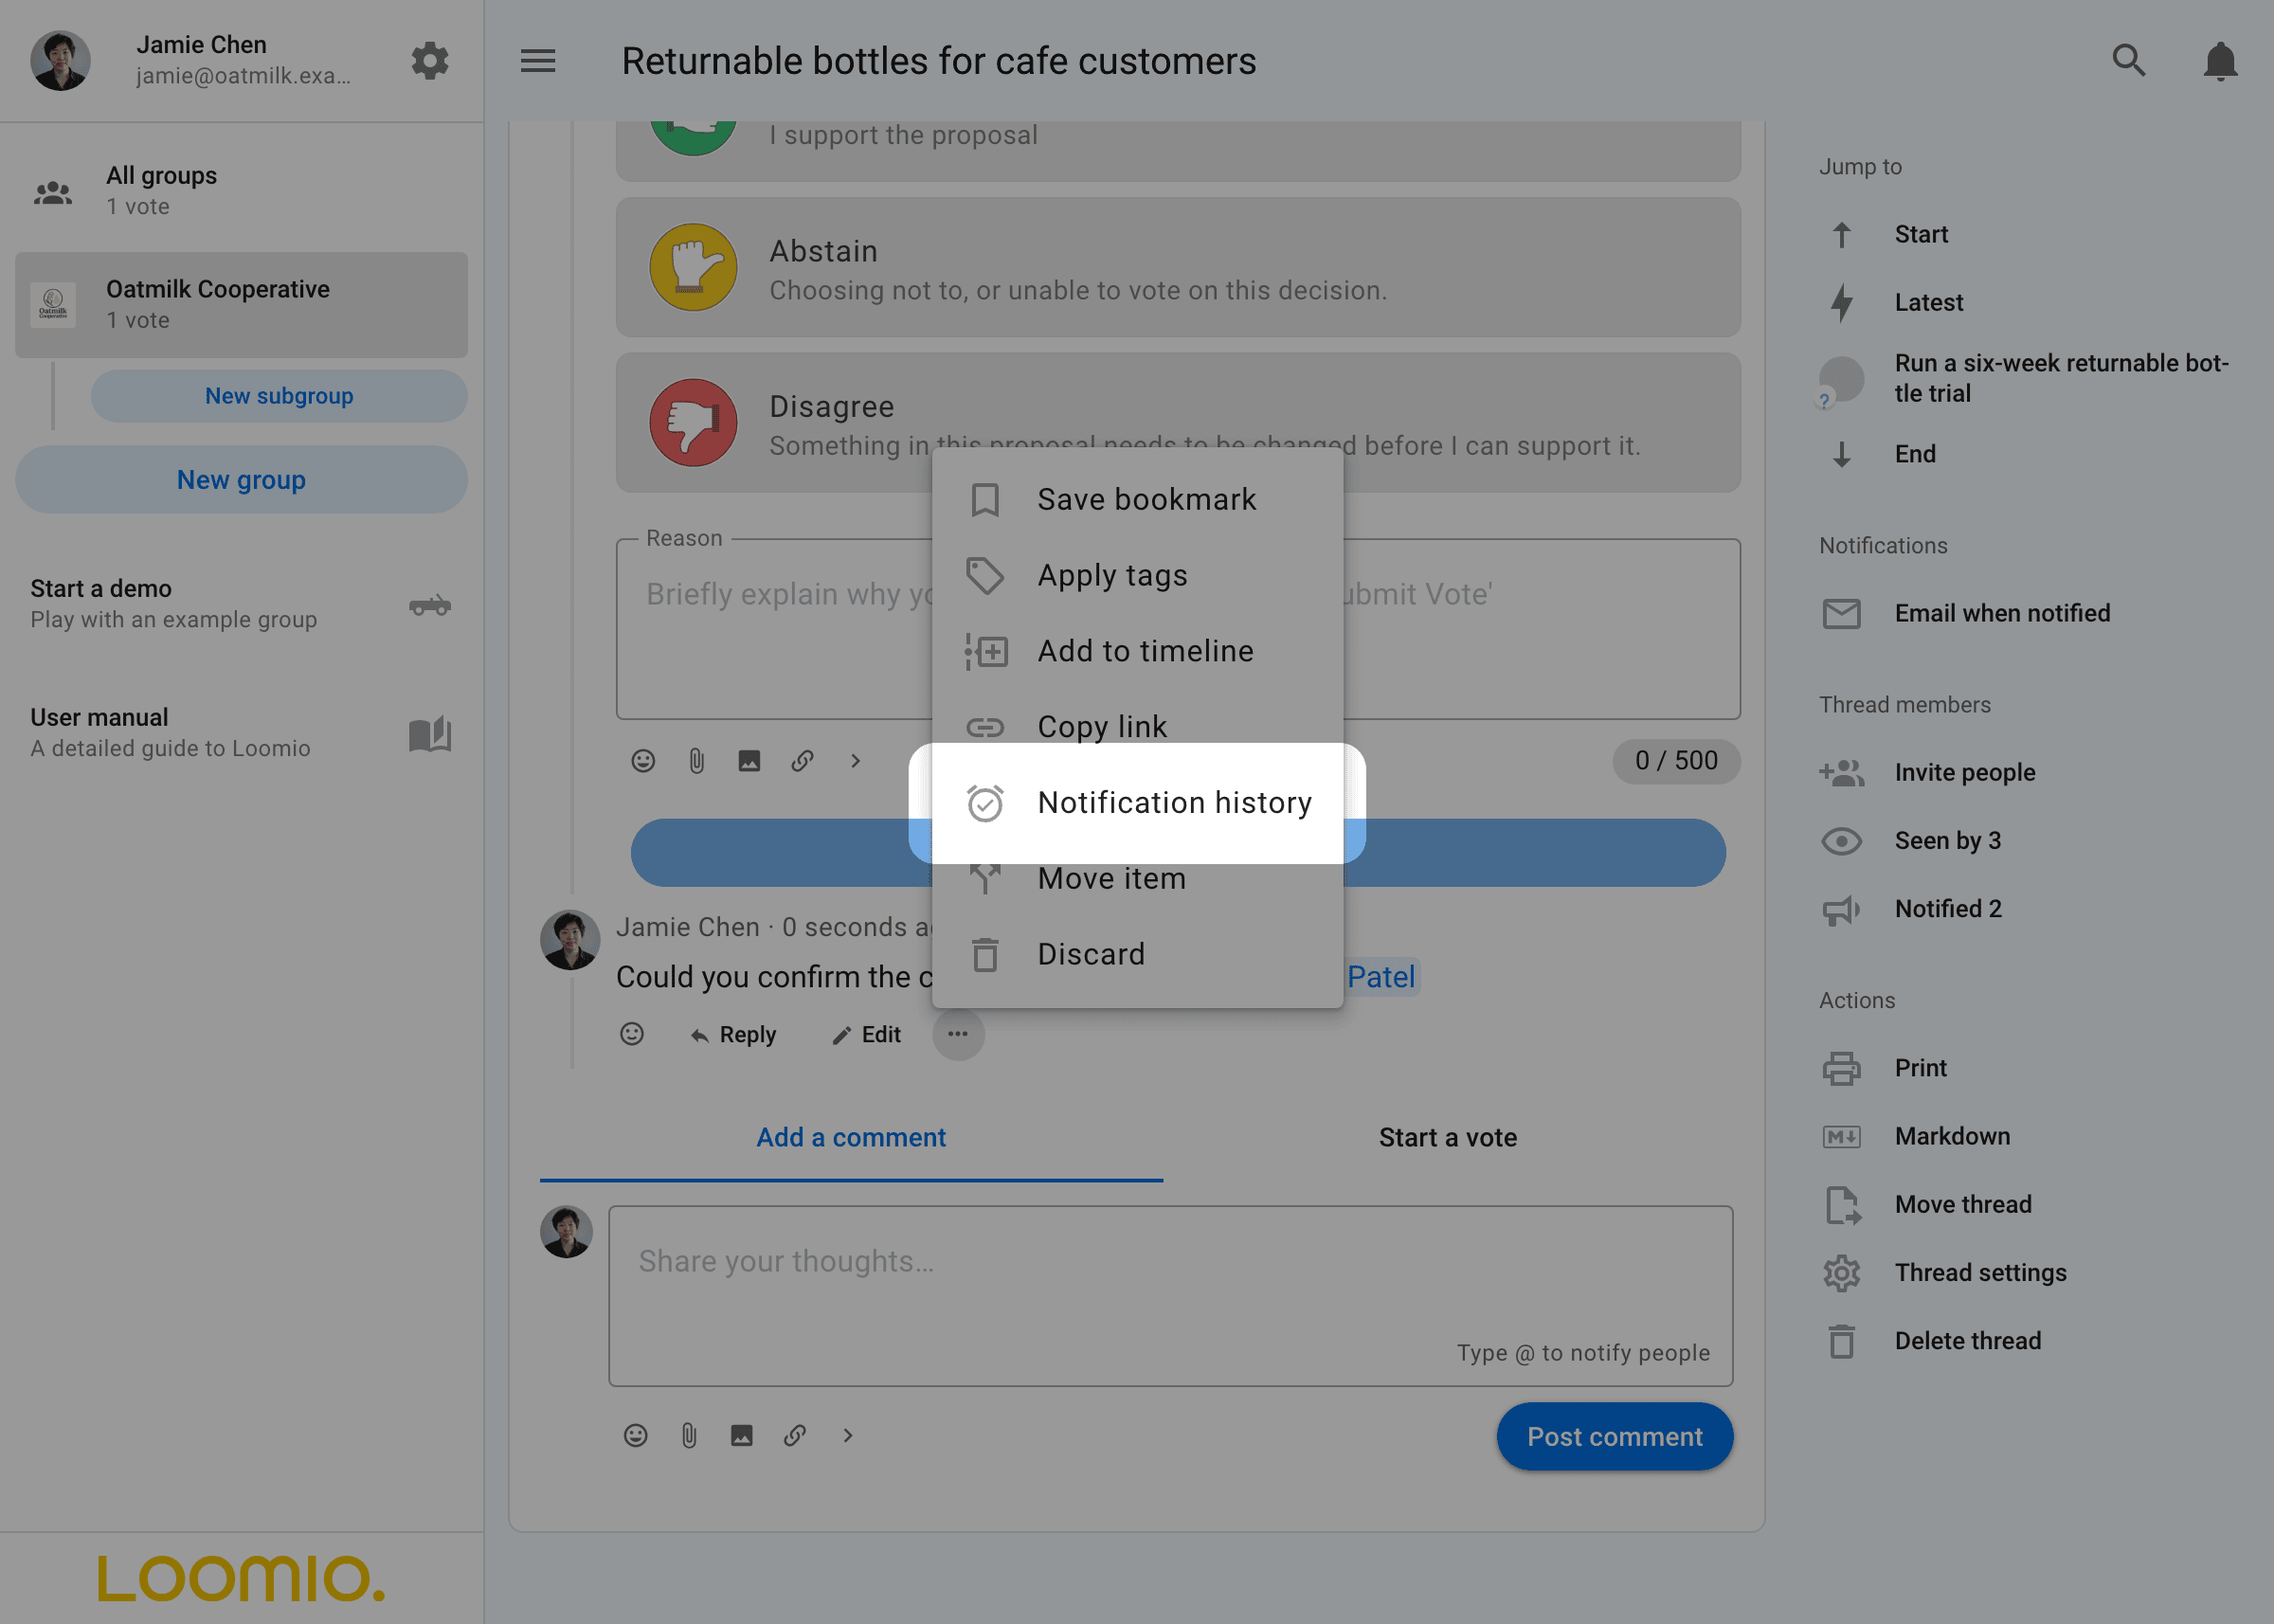 Jamie Chen
jamie@oatmilk.exa...
Returnable bottles for cafe customers
All groups
1 vote
Oatmilk Cooperative
1 vote
New subgroup
New group
Start a demo
Play with an example group
User manual
A detailed guide to Loomio
LOOMIO.
I support the proposal
Abstain
Choosing not to, or unable to vote on this decision.
Disagree
Something in this proposal needs to be changed before I can support it.
Reason
Briefly explain why
ubmit Vote'
0 / 500
Save bookmark
Apply tags
Add to timeline
Copy link
Notification history
Move item
Discard
Jamie Chen · 0 seconds
Could you confirm the
Patel
Reply
Edit
Add a comment
Start a vote
Share your thoughts...
Type @ to notify people
Post comment
Jump to
Start
Latest
Run a six-week returnable bot-
tle trial
End
Notifications
Email when notified
Thread members
Invite people
Seen by 3
Notified 2
Actions
Print
Markdown
Move thread
Thread settings
Delete thread